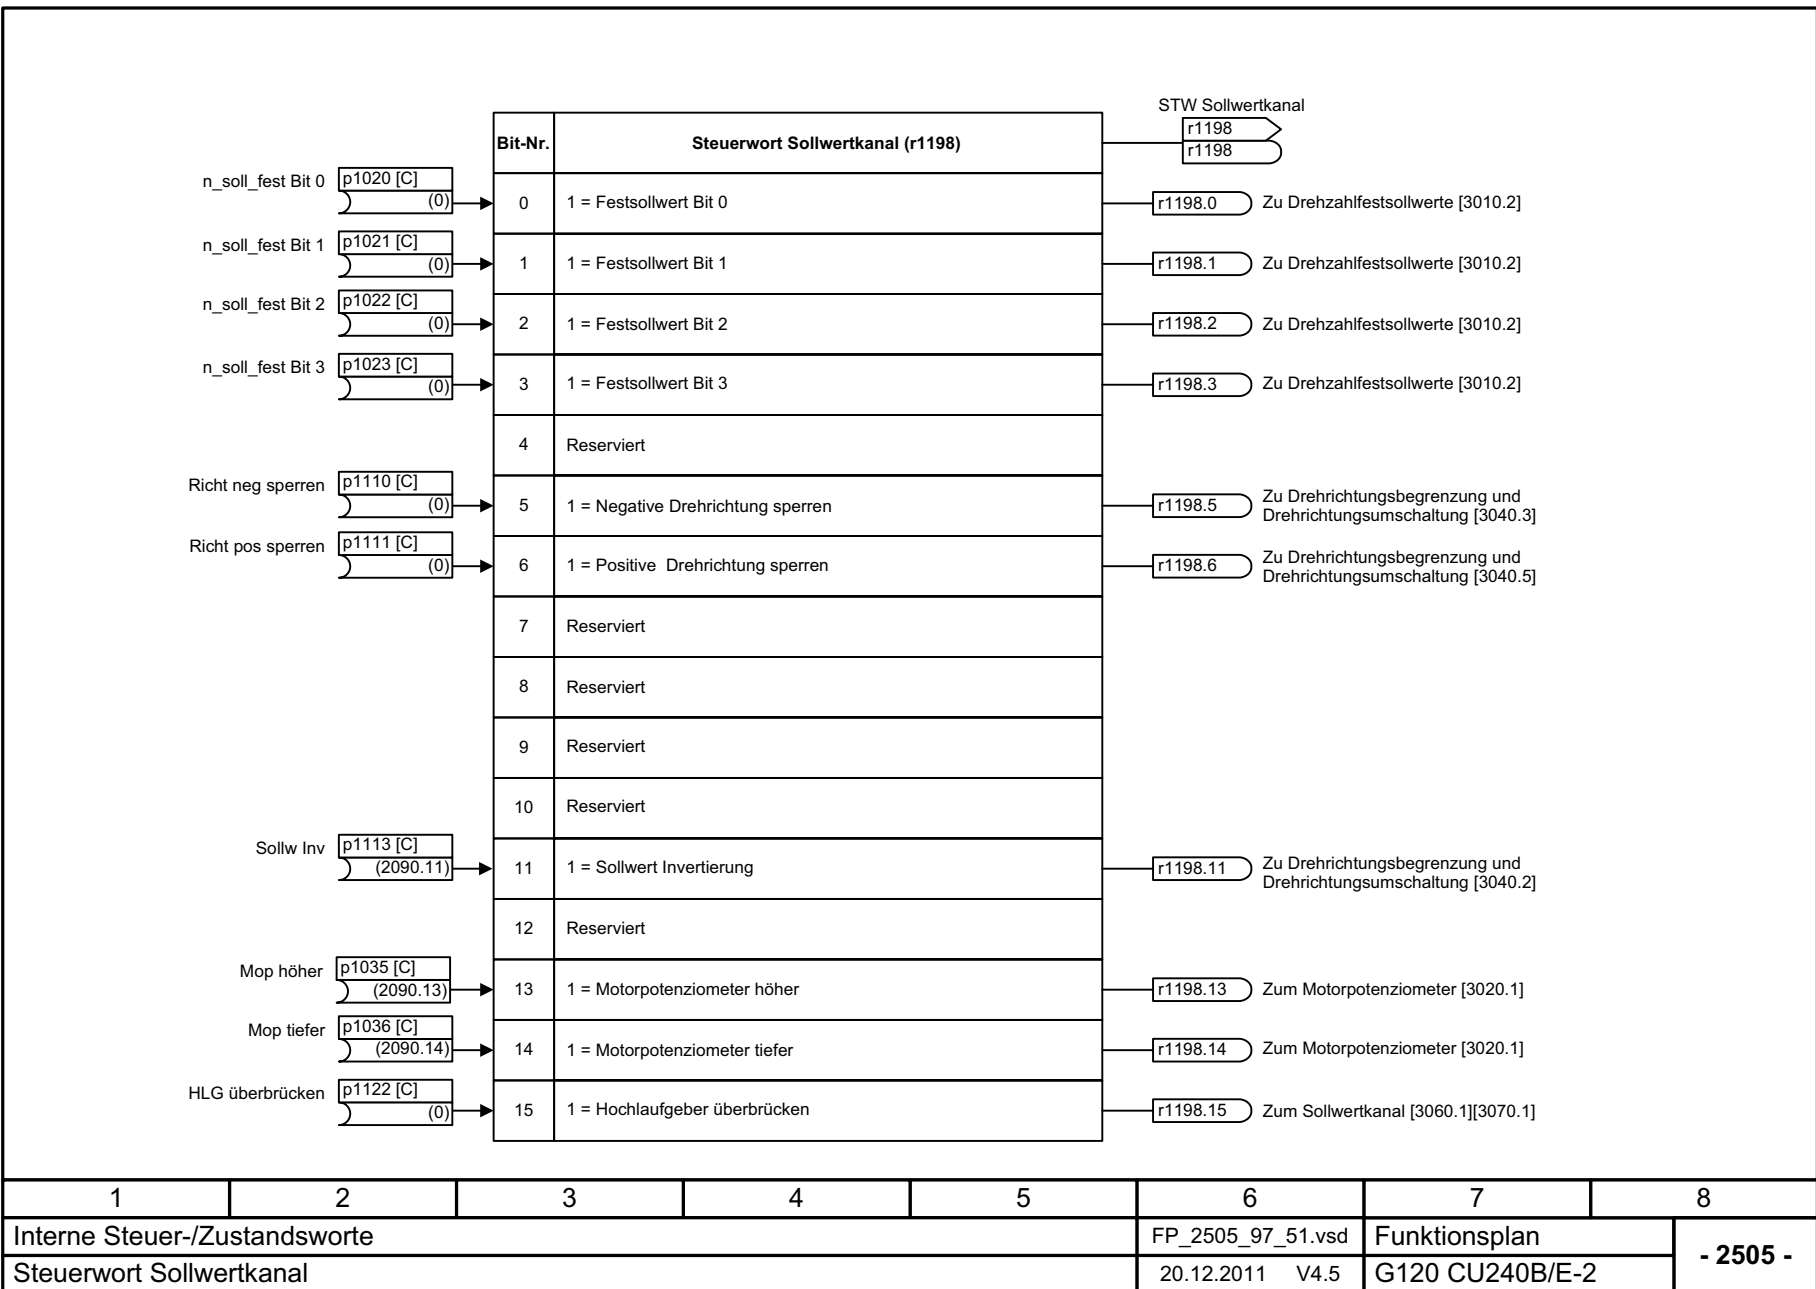 STW Sollwertkanal
r1198
r1198
Bit-Nr. Steuerwort Sollwertkanal (r1198)
n_soll_fest Bit 0 p1020 [C]
(0) 0 1 = Festsollwert Bit 0 r1198.0 Zu Drehzahlfestsollwerte [3010.2]
n_soll_fest Bit 1 p1021 [C]
(0) 1 1 = Festsollwert Bit 1 r1198.1 Zu Drehzahlfestsollwerte [3010.2]
n_soll_fest Bit 2 p1022 [C]
(0) 2 1 = Festsollwert Bit 2 r1198.2 Zu Drehzahlfestsollwerte [3010.2]
n_soll_fest Bit 3 p1023 [C]
(0) 3 1 = Festsollwert Bit 3 r1198.3 Zu Drehzahlfestsollwerte [3010.2]
4 Reserviert
Richt neg sperren p1110 [C]
(0) 5 1 = Negative Drehrichtung sperren r1198.5 Zu Drehrichtungsbegrenzung und
Drehrichtungsumschaltung [3040.3]
Richt pos sperren p1111 [C]
(0) 6 1 = Positive  Drehrichtung sperren r1198.6 Zu Drehrichtungsbegrenzung und
Drehrichtungsumschaltung [3040.5]
7 Reserviert
8 Reserviert
9 Reserviert
10 Reserviert
Sollw Inv p1113 [C]
(2090.11) 11 1 = Sollwert Invertierung r1198.11 Zu Drehrichtungsbegrenzung und
Drehrichtungsumschaltung [3040.2]
12 Reserviert
Mop höher p1035 [C]
(2090.13) 13 1 = Motorpotenziometer höher r1198.13 Zum Motorpotenziometer [3020.1]
Mop tiefer p1036 [C]
(2090.14) 14 1 = Motorpotenziometer tiefer r1198.14 Zum Motorpotenziometer [3020.1]
HLG überbrücken p1122 [C]
(0) 15 1 = Hochlaufgeber überbrücken r1198.15 Zum Sollwertkanal [3060.1][3070.1]
1 2 3 4 5 6 7 8
Interne Steuer-/Zustandsworte FP_2505_97_51.vsd Funktionsplan
- 2505 -
Steuerwort Sollwertkanal 20.12.2011 V4.5 G120 CU240B/E-2